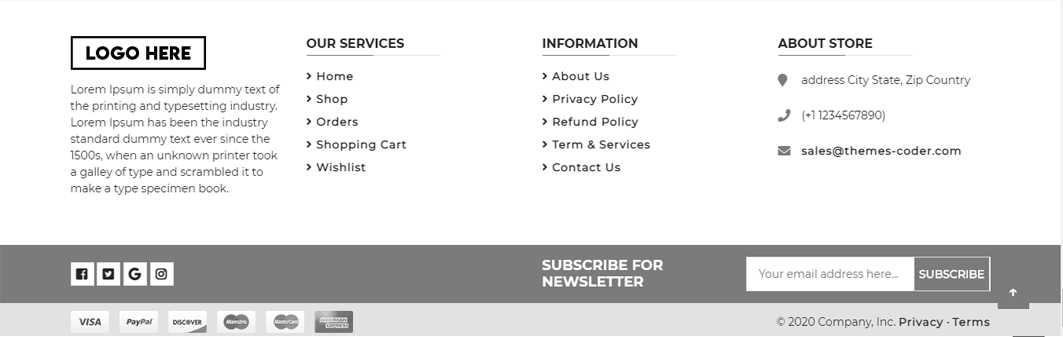 LOGO HERE
Lorem Ipsum is simply dummy text of
the printing and typesetting industry.
Lorem Ipsum has been the industry
standard dummy text ever since the
1500s, when an unknown printer took
a galley of type and scrambled it to
make a type specimen book.
OUR SERVICES
Home
Shop
Orders
Shopping Cart
Wishlist
INFORMATION
About Us
Privacy Policy
Refund Policy
Term & Services
Contact Us
ABOUT STORE
address City State, Zip Country
(+1 1234567890)
sales@themes-coder.com
SUBSCRIBE FOR
NEWSLETTER
Your email address here...
SUBSCRIBE
VISA
PayPal
DISCOVER
Maestro
MasterCard
AMERICAN
EXPRESS
© 2020 Company, Inc. Privacy · Terms